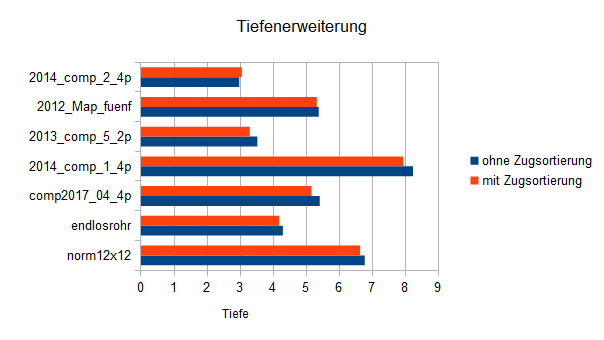 Tiefenerweiterung
2014_comp_2_4p
2012_Map_fuenf
2013_comp_5_2p
2014_comp_1_4p
comp2017_04_4p
endlosrohr
norm12x12
ohne Zugsortierung
mit Zugsortierung
0 1 2 3 4 5 6 7 8 9
Tiefe